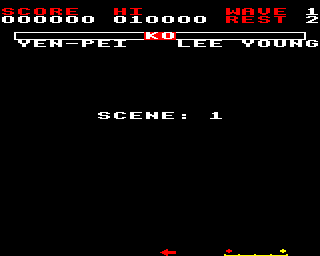 SCORE HI WAVE 1
000000 010000 REST 2
KO
YEN-PEI LEE YOUNG
SCENE: 1